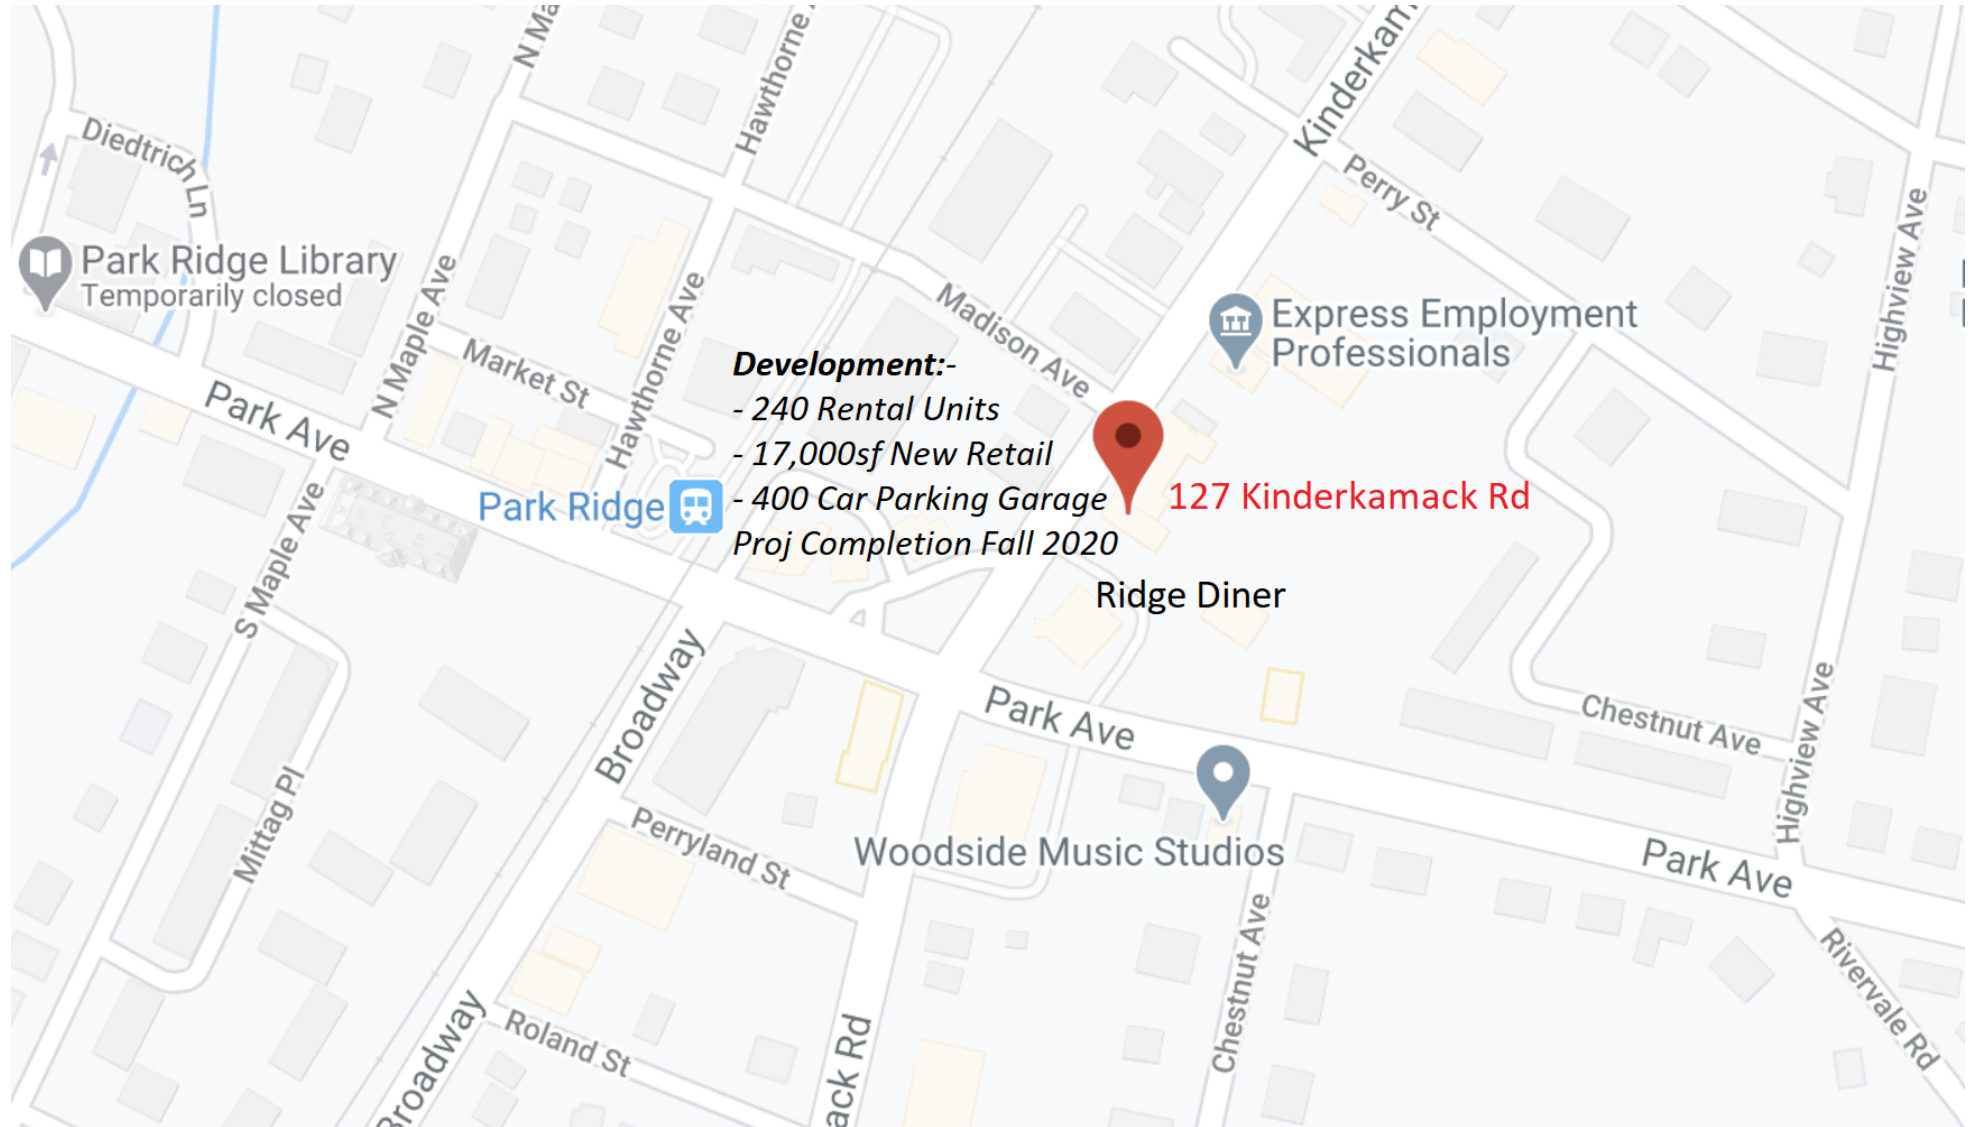 N Ma
Hawthorne
Kinderkam
Diedtrich Ln
Perry St
Highview Ave
Park Ridge Library
Temporarily closed
N Maple Ave
Hawthorne Ave
Madison Ave
Express Employment
Professionals
Market St
Development:-
- 240 Rental Units
- 17,000sf New Retail
- 400 Car Parking Garage
Proj Completion Fall 2020
Park Ave
Park Ridge
127 Kinderkamack Rd
S Maple Ave
Ridge Diner
Broadway
Park Ave
Chestnut Ave
Highview Ave
Mittag Pl
Perryland St
Woodside Music Studios
Park Ave
Chestnut Ave
Rivervale Rd
Broadway
Roland St
ack Rd